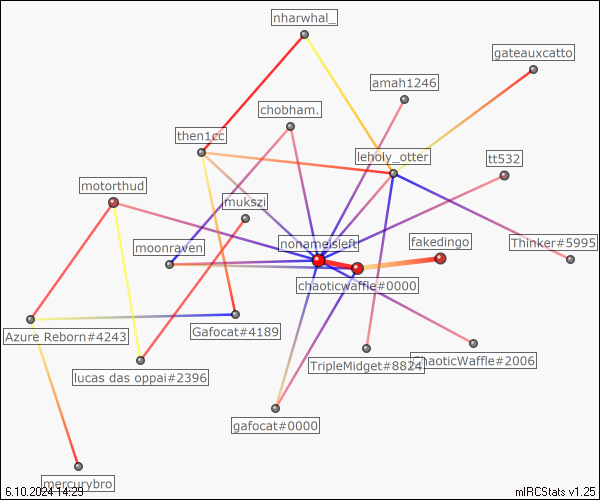 nharwhal_
gateauxcatto
amah1246
chobham.
then1cc
leholy_otter
tt532
motorthud
mukszi
moonraven
nonameisleft
fakedingo
Thinker#5995
chaoticwaffle#0000
Azure Reborn#4243
Gafocat#4189
TripleMidget#8824
ChaoticWaffle#2006
lucas das oppai#2396
gafocat#0000
mercurybro
6.10.2024 14:29
mIRCStats v1.25